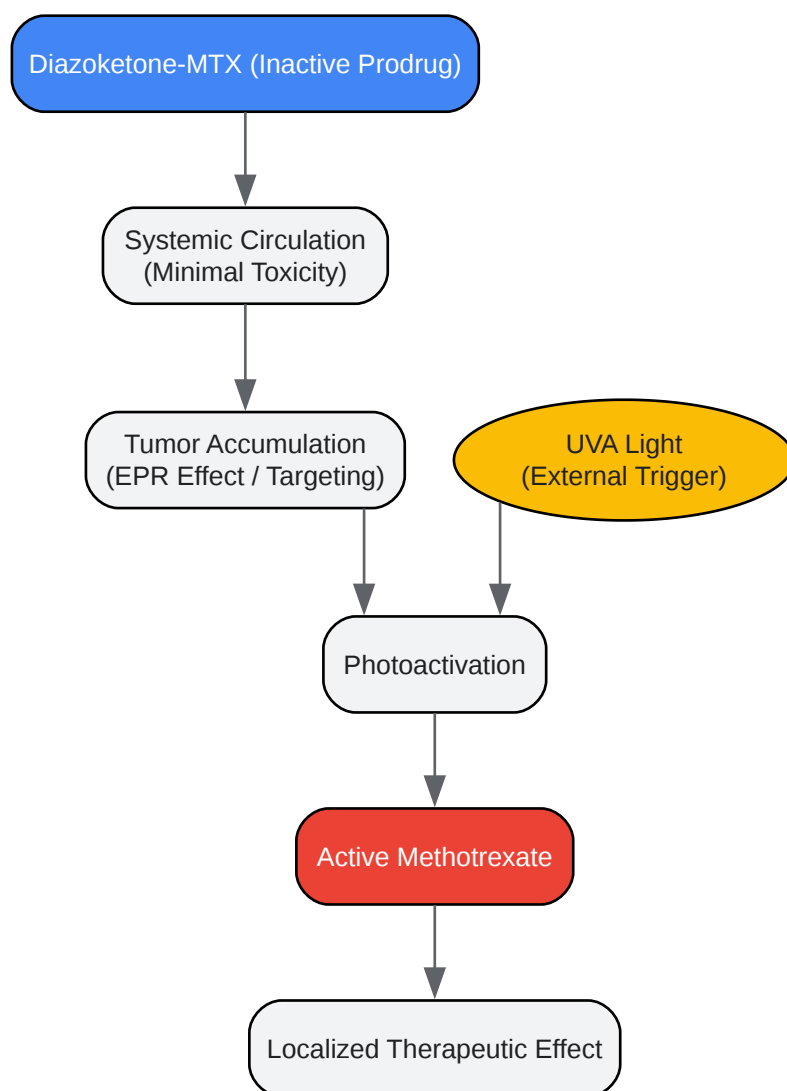 Diazoketone-MTX (Inactive Prodrug)
Systemic Circulation
(Minimal Toxicity)
Tumor Accumulation
(EPR Effect / Targeting)
UVA Light
(External Trigger)
Photoactivation
Active Methotrexate
Localized Therapeutic Effect